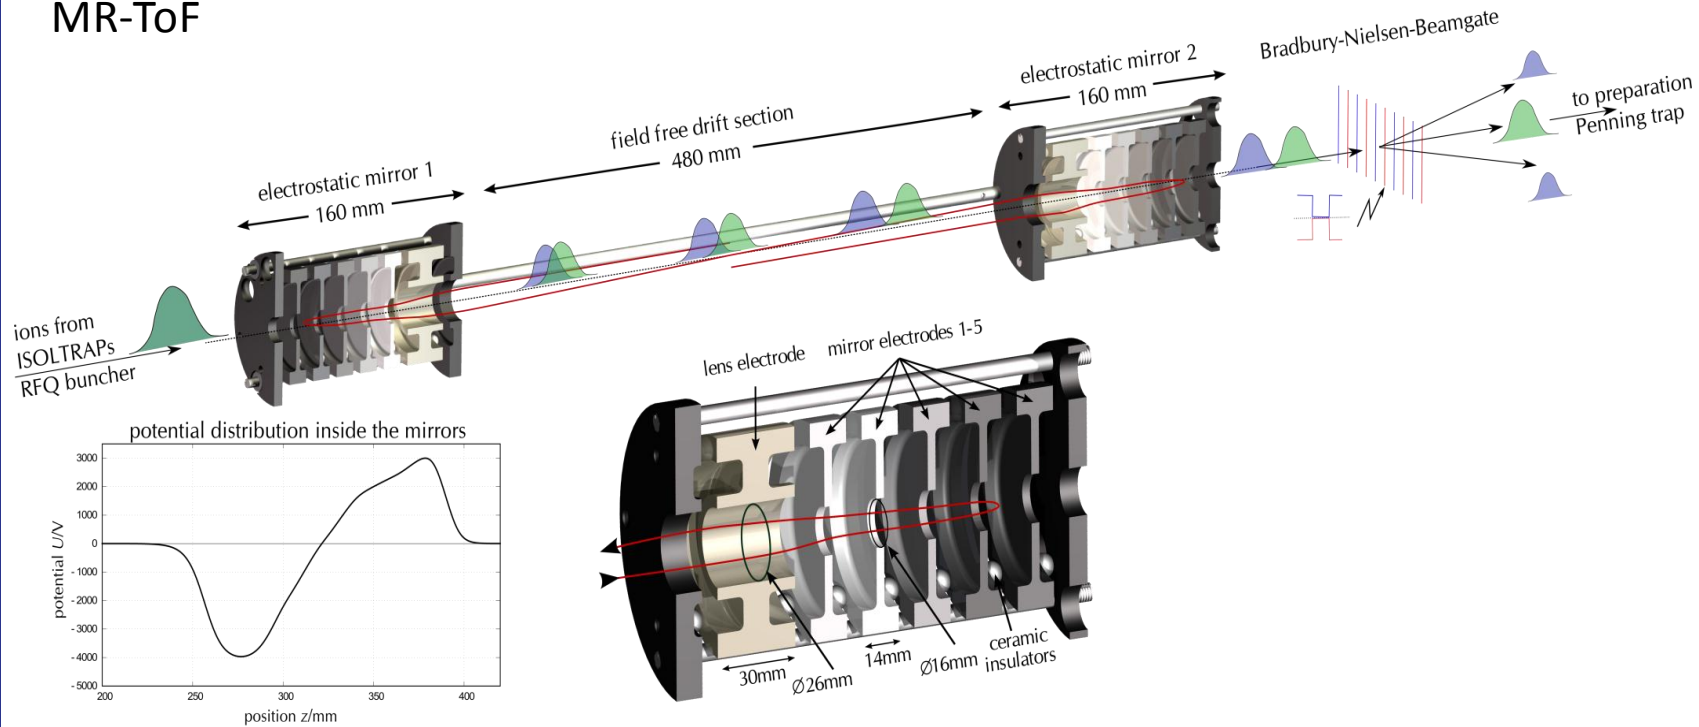 MR-ToF
Bradbury-Nielsen-Beamgate
electrostatic mirror 2
160 mm
to preparation
Penning trap
field free drift section
480 mm
electrostatic mirror 1
160 mm
ions from
ISOLTRAPs
RFQ buncher
lens electrode
mirror electrodes 1-5
30mm
Ø26mm
14mm
Ø16mm
ceramic
insulators
potential distribution inside the mirrors
potential U/V
3000
2000
1000
0
-1000
-2000
-3000
-4000
-5000
200 250 300 350 400
position z/mm